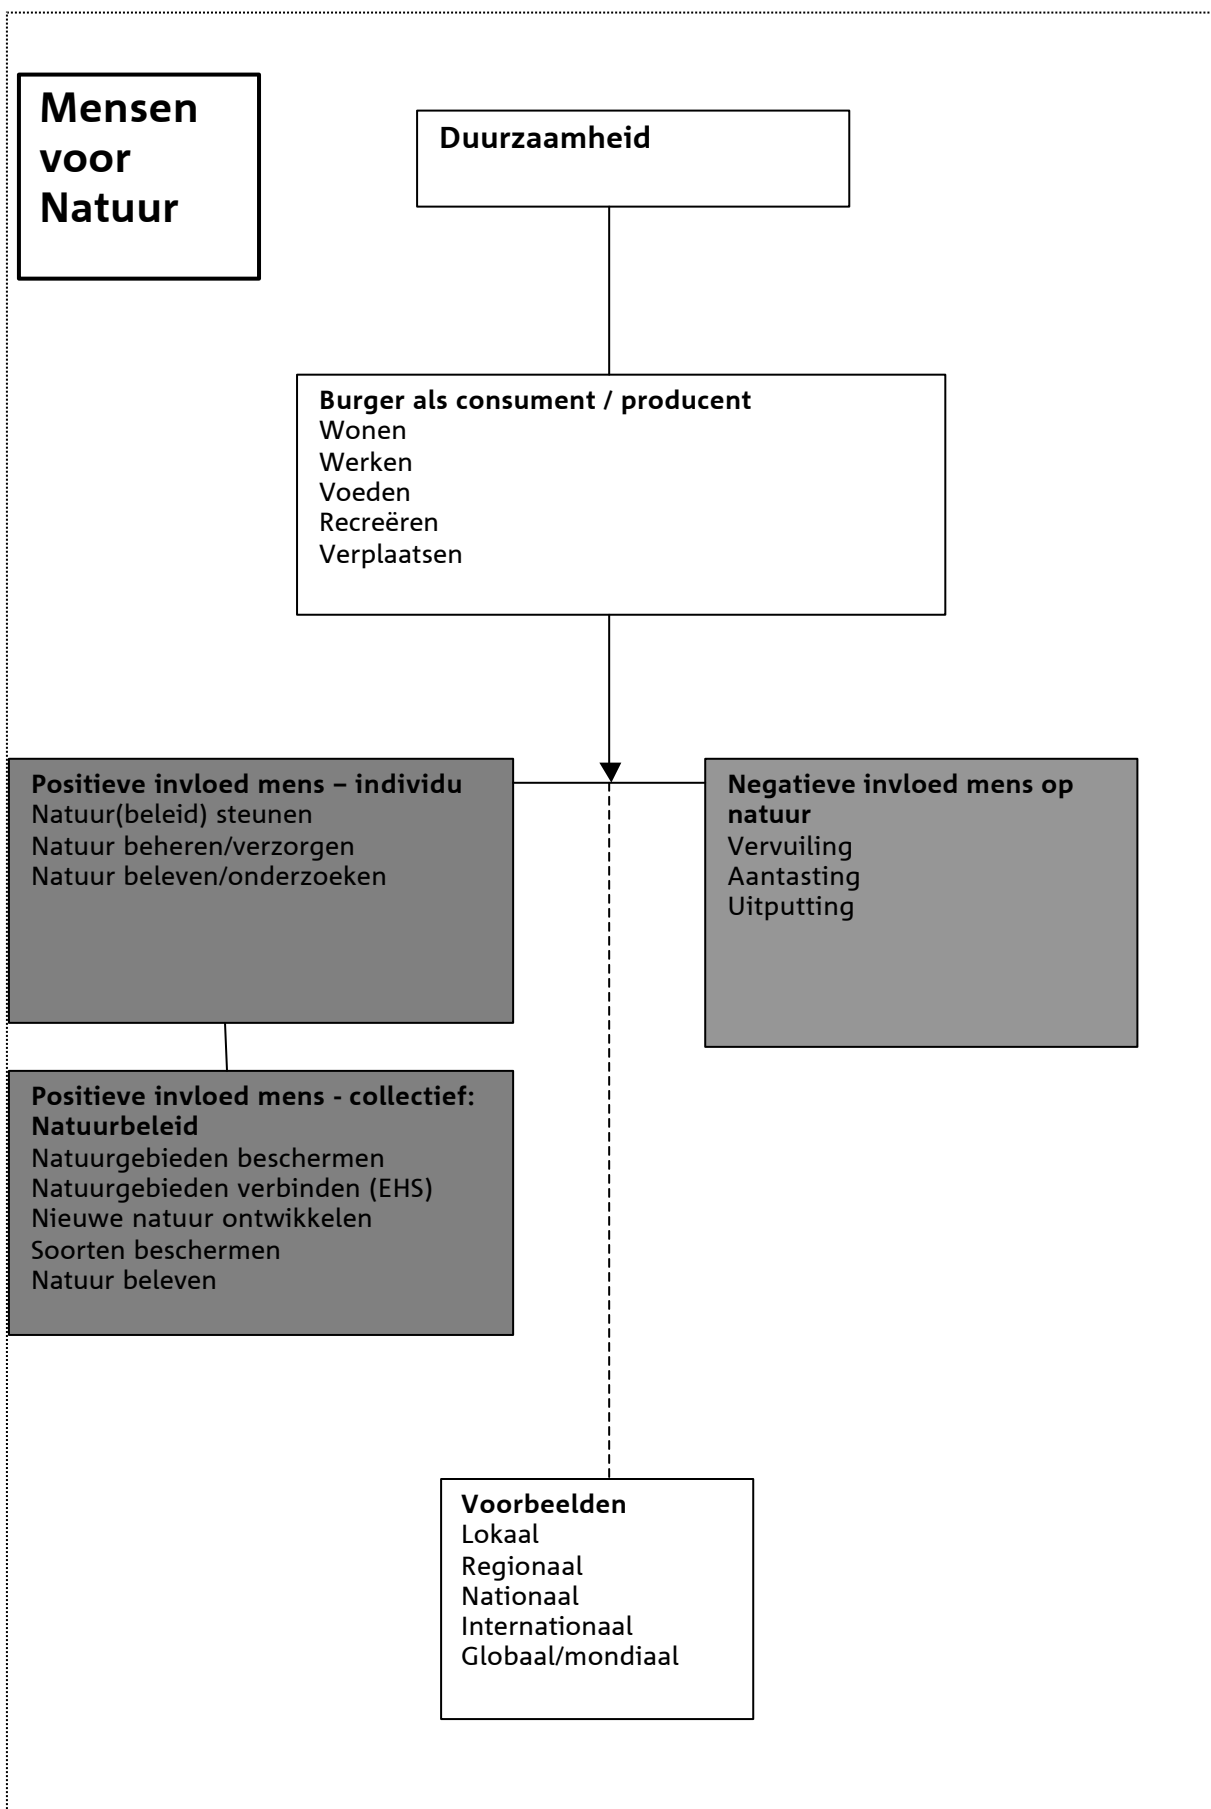 Mensen
voor
Natuur
Duurzaamheid
Burger als consument / producent
Wonen
Werken
Voeden
Recreëren
Verplaatsen
Positieve invloed mens – individu
Natuur(beleid) steunen
Natuur beheren/verzorgen
Natuur beleven/onderzoeken
Negatieve invloed mens op
natuur
Vervuiling
Aantasting
Uitputting
Positieve invloed mens - collectief:
Natuurbeleid
Natuurgebieden beschermen
Natuurgebieden verbinden (EHS)
Nieuwe natuur ontwikkelen
Soorten beschermen
Natuur beleven
Voorbeelden
Lokaal
Regionaal
Nationaal
Internationaal
Globaal/mondiaal